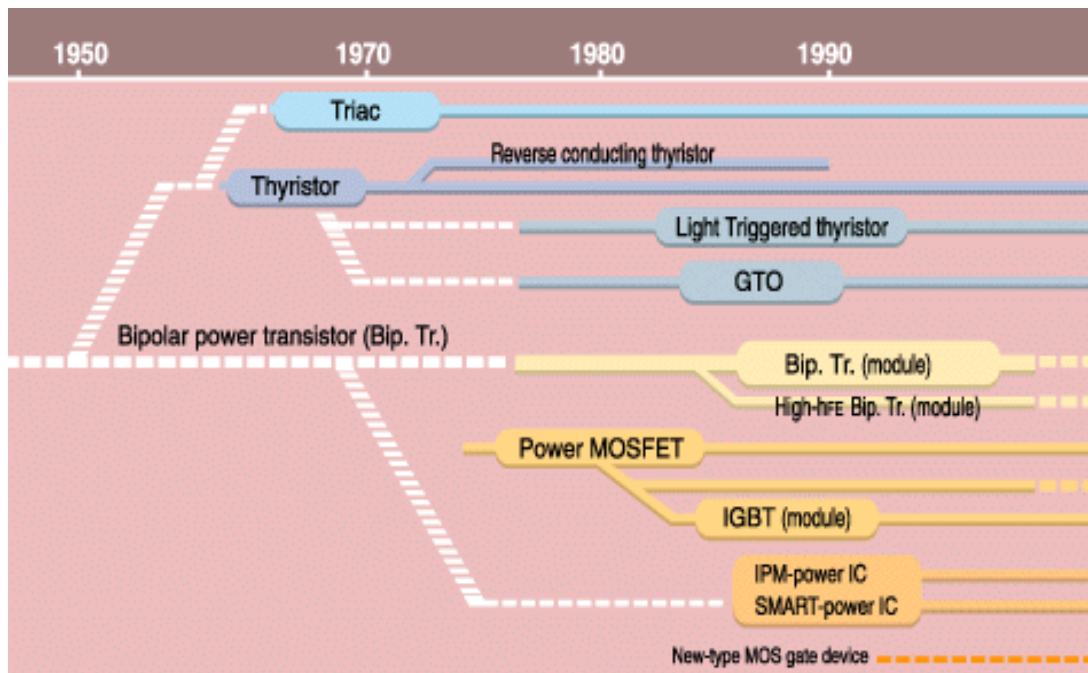 1950 1970 1980 1990
Triac
Reverse conducting thyristor
Thyristor
Light Triggered thyristor
GTO
Bipolar power transistor (Bip. Tr.)
Bip. Tr. (module)
High-hFE Bip. Tr. (module)
Power MOSFET
IGBT (module)
IPM-power IC
SMART-power IC
New-type MOS gate device